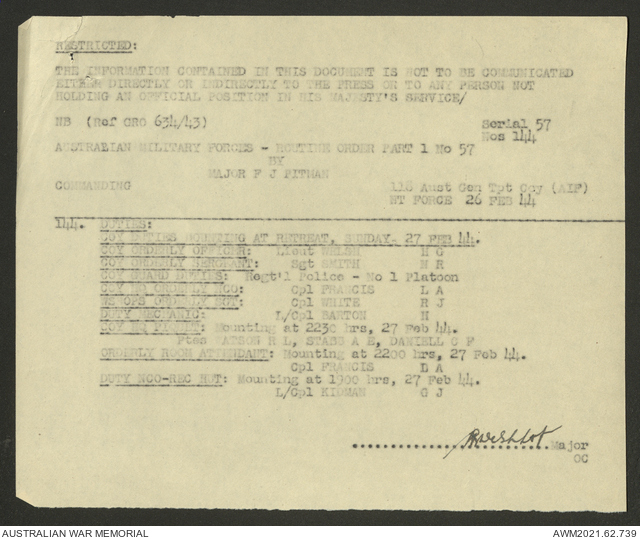 RESTRICTED:
THE INFORMATION CONTAINED IN THIS DOCUMENT IS NOT TO BE COMMUNICATED
EITHER DIRECTLY OR INDIRECTLY TO THE PRESS OR TO ANY PERSON NOT
HOLDING AN OFFICIAL POSITION IN HIS MAJESTY'S SERVICE/
NB (Ref GRO 634/43) Serial 57
Nos 144
AUSTRALIAN MILITARY FORCES - ROUTINE ORDER PART 1 No 57
BY
MAJOR F J PITMAN
COMMANDING 118 Aust Gen Tpt Coy (AIF)
NT FORCE 26 FEB 44
144. DUTIES:
COY DUTIES MOUNTING AT RETREAT, SUNDAY- 27 FEB 44.
COY ORDERLY OFFICER: Lieut WELSH H G
COY ORDERLY SERGEANT: Sgt SMITH N R
COY GUARD DUTIES: Regt'l Police - No 1 Platoon
COY HQ ORDERLY NCO: Cpl FRANCIS L A
ORDERLY Cpl WHITE R J
DUTY MECHANIC: L/Cpl BARTON H
COY HQ PICQUET: Mounting at 2230 hrs, 27 Feb 44.
Ptes WATSON R L, STABB A E, DANIELL C F
ORDERLY ROOM ATTENDANT: Mounting at 2200 hrs, 27 Feb 44.
Cpl FRANCIS L A
DUTY NCO-REC HUT: Mounting at 1900 hrs, 27 Feb 44.
L/Cpl KIDMAN G J
Major
OC
AUSTRALIAN WAR MEMORIAL AWM2021.62.739